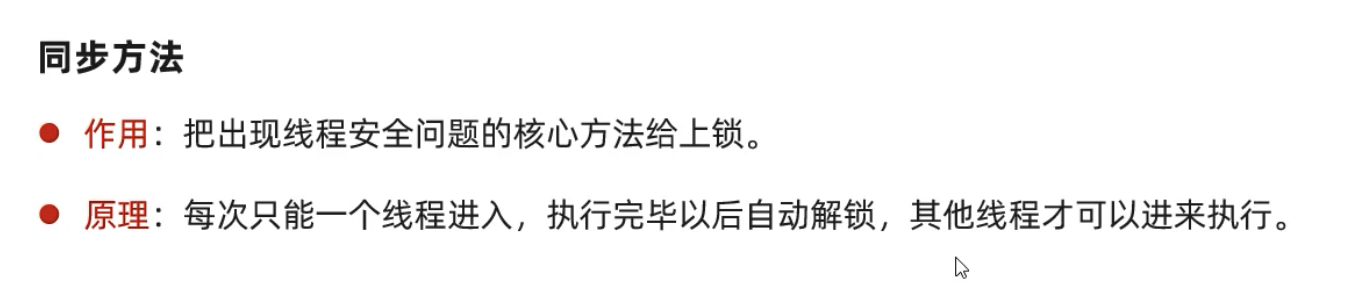 同步方法
作用：把出现线程安全问题的核心方法给上锁。
原理：每次只能一个线程进入，执行完毕以后自动解锁，其他线程才可以进来执行。